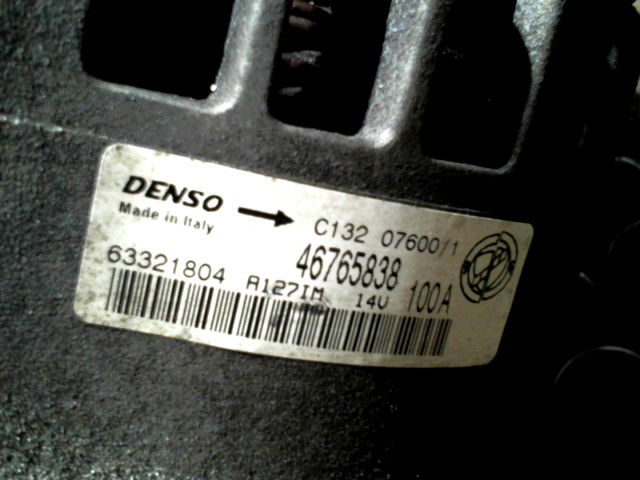 DENSO
Made in Italy
C132 07600/1
46765838
63321804 A127IM 14V 100A